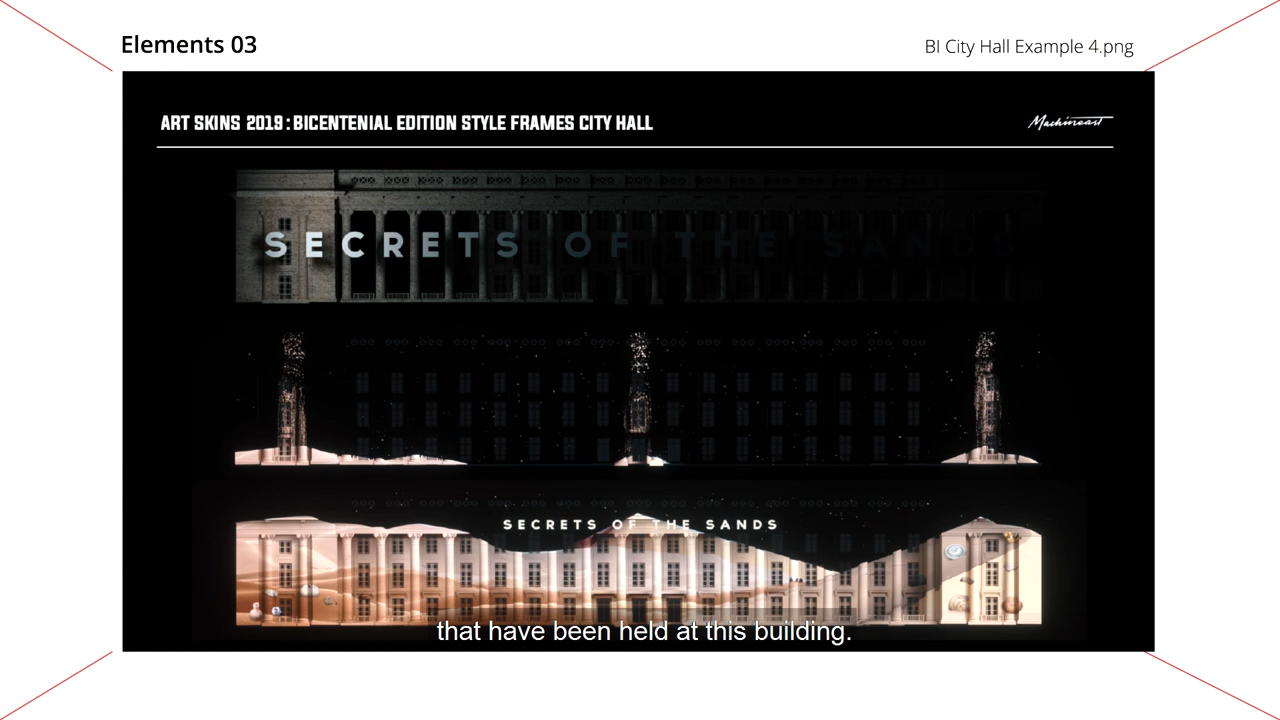 Elements 03
BI City Hall Example 4.png
ART SKINS 2019 : BICENTENIAL EDITION STYLE FRAMES CITY HALL
Machineast
SECRETS OF THE SANDS
SECRETS OF THE SANDS
that have been held at this building.